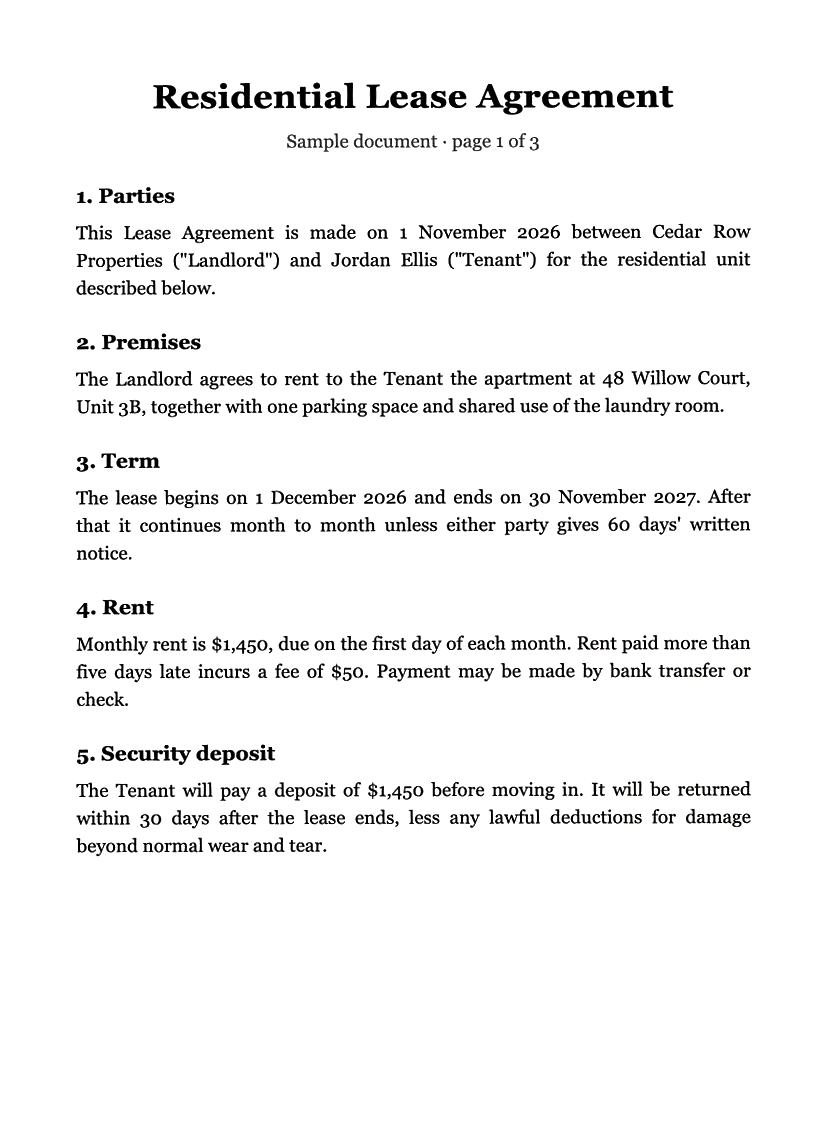 Residential Lease Agreement
Sample document · page 1 of 3
1. Parties
This Lease Agreement is made on 1 November 2026 between Cedar Row
Properties ("Landlord") and Jordan Ellis ("Tenant") for the residential unit
described below.
2. Premises
The Landlord agrees to rent to the Tenant the apartment at 48 Willow Court,
Unit 3B, together with one parking space and shared use of the laundry room.
3. Term
The lease begins on 1 December 2026 and ends on 30 November 2027. After
that it continues month to month unless either party gives 60 days' written
notice.
4. Rent
Monthly rent is $1,450, due on the first day of each month. Rent paid more than
five days late incurs a fee of $50. Payment may be made by bank transfer or
check.
5. Security deposit
The Tenant will pay a deposit of $1,450 before moving in. It will be returned
within 30 days after the lease ends, less any lawful deductions for damage
beyond normal wear and tear.